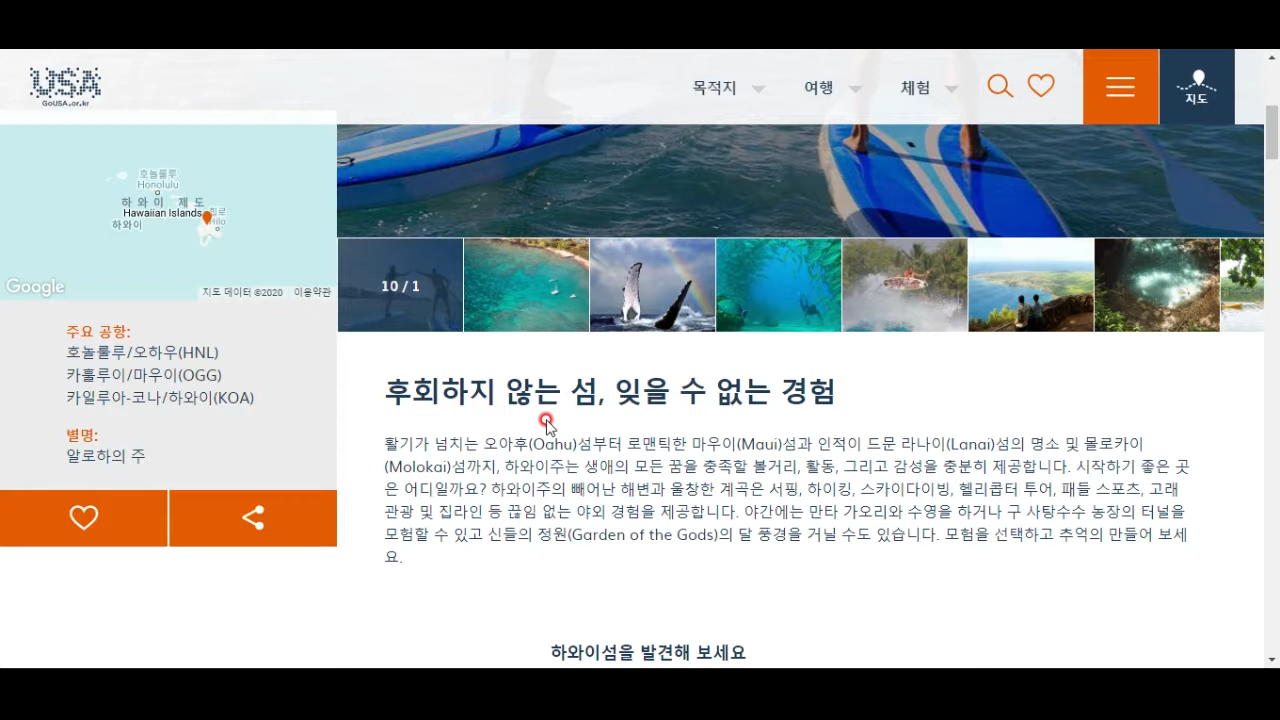 USA
GoUSA.or.kr
목적지
여행
체험
지도
호놀룰루
Honolulu
하 와 이 제 도
Hawaiian Islands
힐로
Hilo
하와이
Google
지도 데이터 ©2020 이용약관
10 / 1
주요 공항:
호놀룰루/오하우(HNL)
카훌루이/마우이(OGG)
카일루아-코나/하와이(KOA)
별명:
알로하의 주
후회하지 않는 섬, 잊을 수 없는 경험
활기가 넘치는 오아후(Oahu)섬부터 로맨틱한 마우이(Maui)섬과 인적이 드문 라나이(Lanai)섬의 명소 및 몰로카이
(Molokai)섬까지, 하와이주는 생애의 모든 꿈을 충족할 볼거리, 활동, 그리고 감성을 충분히 제공합니다. 시작하기 좋은 곳
은 어디일까요? 하와이주의 빼어난 해변과 울창한 계곡은 서핑, 하이킹, 스카이다이빙, 헬리콥터 투어, 패들 스포츠, 고래
관광 및 집라인 등 끊임 없는 야외 경험을 제공합니다. 야간에는 만타 가오리와 수영을 하거나 구 사탕수수 농장의 터널을
모험할 수 있고 신들의 정원(Garden of the Gods)의 달 풍경을 거닐 수도 있습니다. 모험을 선택하고 추억의 만들어 보세
요.
하와이섬을 발견해 보세요